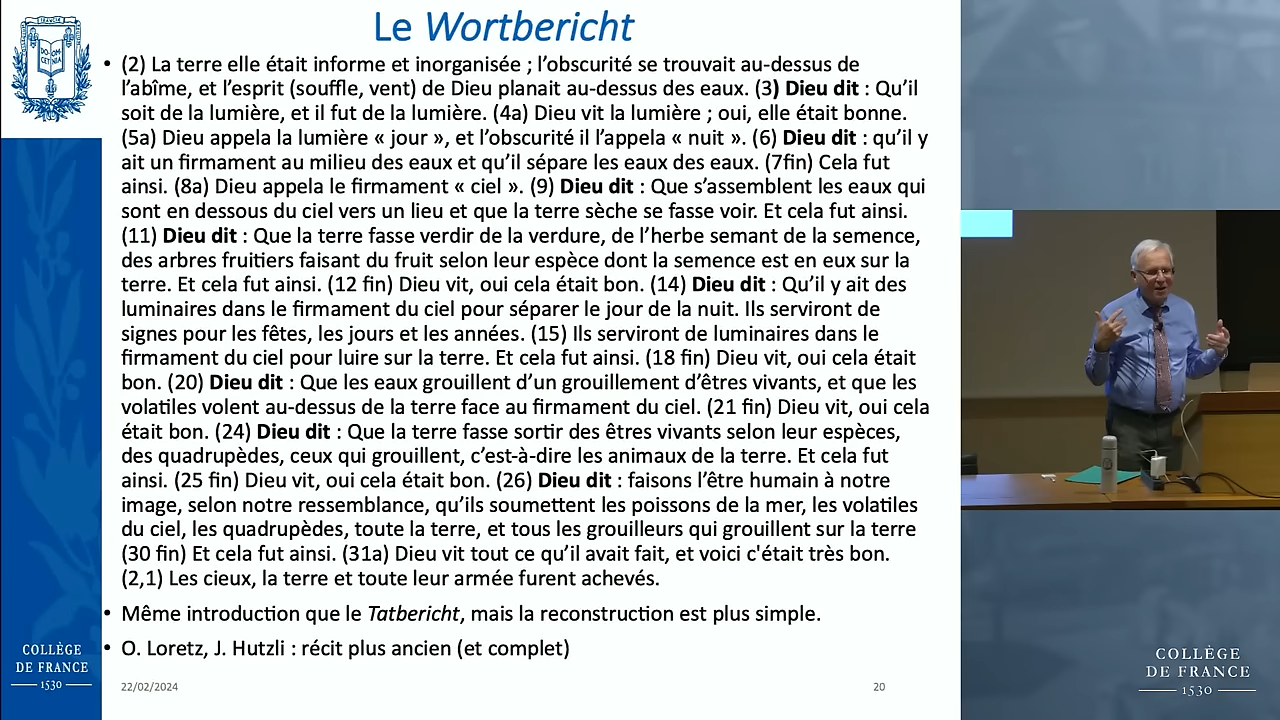 Le Wortbericht
• (2) La terre elle était informe et inorganisée ; l’obscurité se trouvait au-dessus de
l’abîme, et l’esprit (souffle, vent) de Dieu planait au-dessus des eaux. (3) Dieu dit : Qu’il
soit de la lumière, et il fut de la lumière. (4a) Dieu vit la lumière ; oui, elle était bonne.
(5a) Dieu appela la lumière « jour », et l’obscurité il l’appela « nuit ». (6) Dieu dit : qu’il y
ait un firmament au milieu des eaux et qu’il sépare les eaux des eaux. (7fin) Cela fut
ainsi. (8a) Dieu appela le firmament « ciel ». (9) Dieu dit : Que s’assemblent les eaux qui
sont en dessous du ciel vers un lieu et que la terre sèche se fasse voir. Et cela fut ainsi.
(11) Dieu dit : Que la terre fasse verdir de la verdure, de l’herbe semant de la semence,
des arbres fruitiers faisant du fruit selon leur espèce dont la semence est en eux sur la
terre. Et cela fut ainsi. (12 fin) Dieu vit, oui cela était bon. (14) Dieu dit : Qu’il y ait des
luminaires dans le firmament du ciel pour séparer le jour de la nuit. Ils serviront de
signes pour les fêtes, les jours et les années. (15) Ils serviront de luminaires dans le
firmament du ciel pour luire sur la terre. Et cela fut ainsi. (18 fin) Dieu vit, oui cela était
bon. (20) Dieu dit : Que les eaux grouillent d’un grouillement d’êtres vivants, et que les
volatiles volent au-dessus de la terre face au firmament du ciel. (21 fin) Dieu vit, oui cela
était bon. (24) Dieu dit : Que la terre fasse sortir des êtres vivants selon leur espèces,
des quadrupèdes, ceux qui grouillent, c’est-à-dire les animaux de la terre. Et cela fut
ainsi. (25 fin) Dieu vit, oui cela était bon. (26) Dieu dit : faisons l’être humain à notre
image, selon notre ressemblance, qu’ils soumettent les poissons de la mer, les volatiles
du ciel, les quadrupèdes, toute la terre, et tous les grouilleurs qui grouillent sur la terre
(30 fin) Et cela fut ainsi. (31a) Dieu vit tout ce qu’il avait fait, et voici c'était très bon.
(2,1) Les cieux, la terre et toute leur armée furent achevés.
• Même introduction que le Tatbericht, mais la reconstruction est plus simple.
• O. Loretz, J. Hutzli : récit plus ancien (et complet)
22/02/2024
20
COLLÈGE
DE FRANCE
1530
COLLÈGE
DE FRANCE
1530